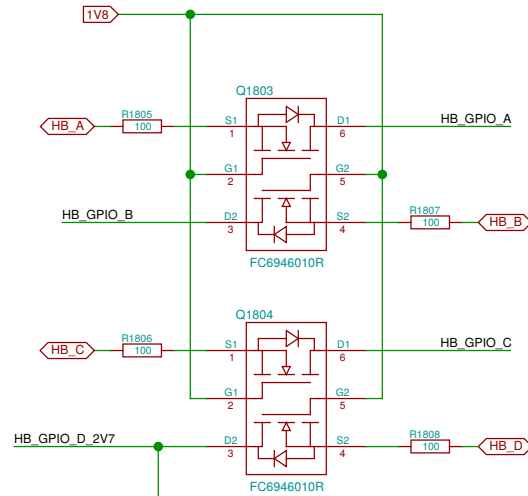 1V8
Q1803
R1805
HB_A
100
S1
1
D1
6
HB_GPIO_A
G1
2
G2
5
HB_GPIO_B
D2
3
S2
4
R1807
100
HB_B
FC6946010R
Q1804
R1806
HB_C
100
S1
1
D1
6
HB_GPIO_C
G1
2
G2
5
HB_GPIO_D_2V7
D2
3
S2
4
R1808
100
HB_D
FC6946010R